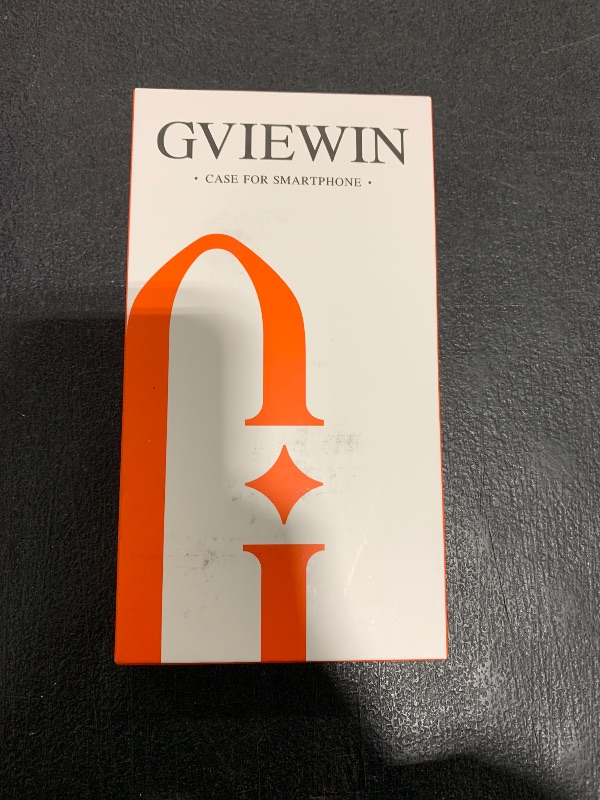 GVIEWIN
• CASE FOR SMARTPHONE •